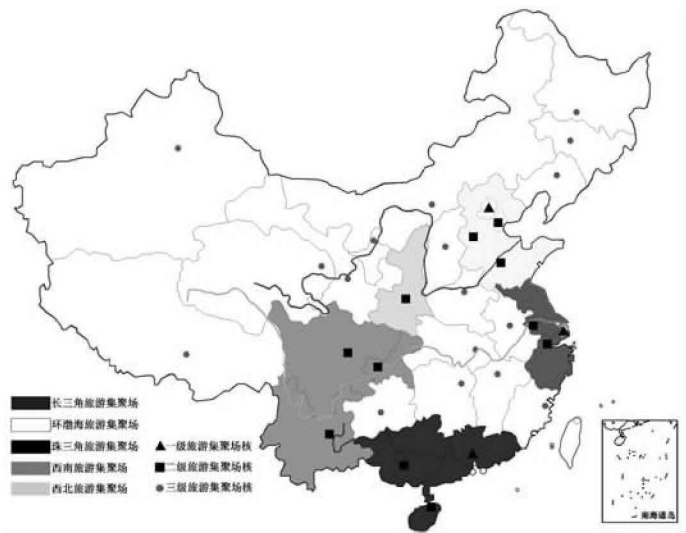 长三角旅游集聚场
环渤海旅游集聚场
珠三角旅游集聚场
西南旅游集聚场
西北旅游集聚场
一级旅游集聚场核
二级旅游集聚场核
三级旅游集聚场核
南海诸岛